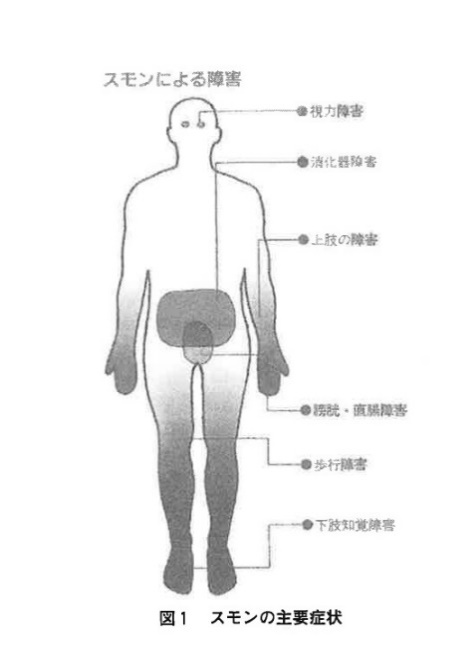 スモンによる障害
●視力障害
●消化器障害
●上肢の障害
●膀胱・直腸障害
●歩行障害
●下肢知覚障害
図1 スモンの主要症状